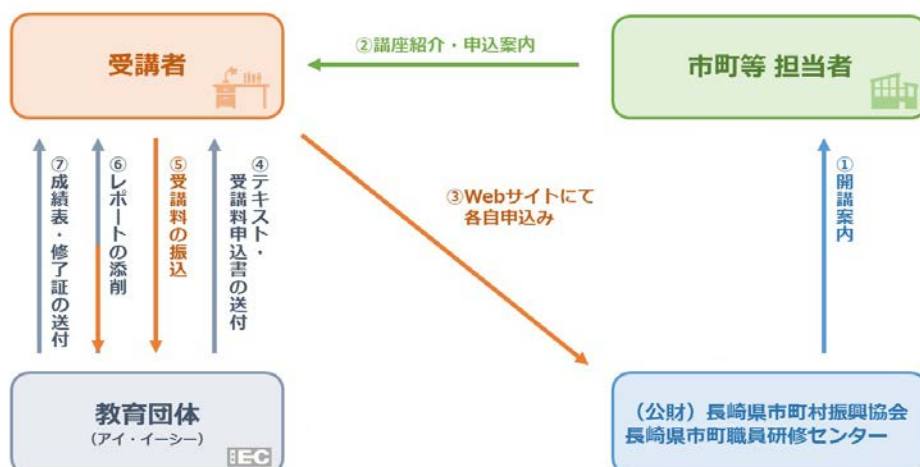 受講者
②講座紹介・申込案内
市町等 担当者
⑦成績表・修了証の送付
⑥レポートの添削
⑤受講料の振込
④テキスト・
受講料申込書の送付
③Webサイトにて
各自申込み
①開講案内
教育団体
(アイ・イーシー)
IEC
(公財)長崎県市町村振興協会
長崎県市町職員研修センター